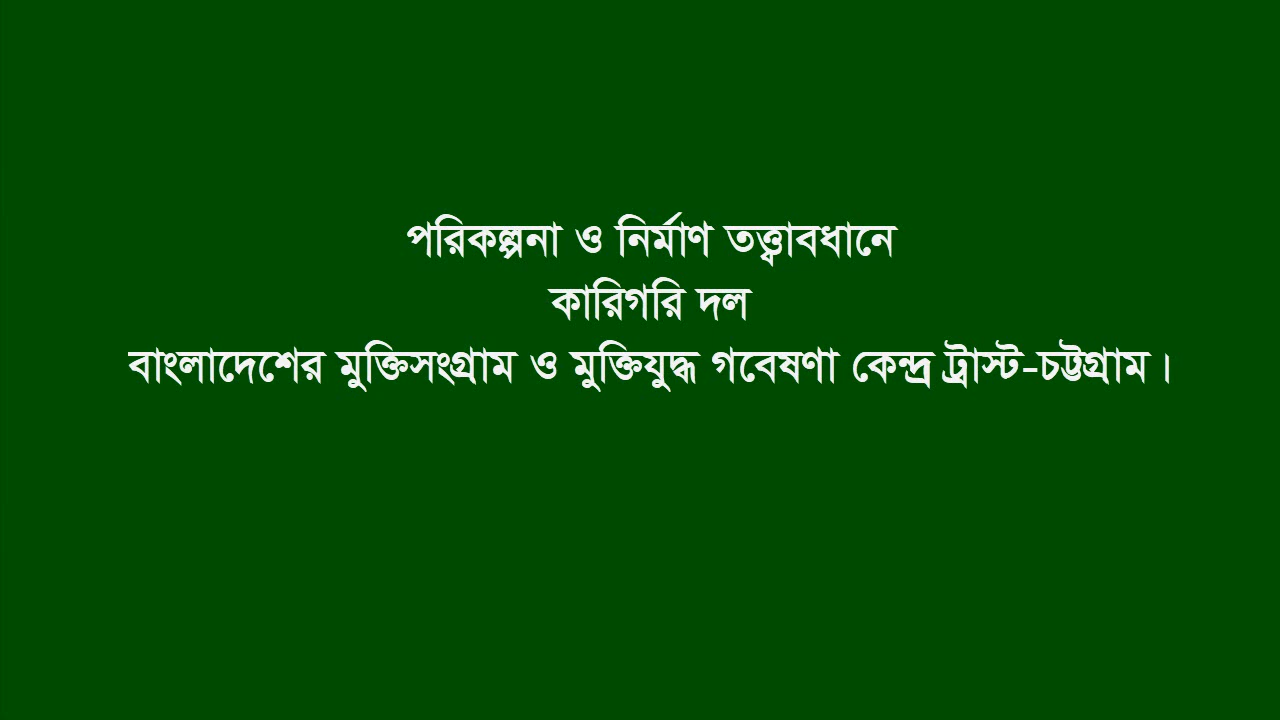 পরিকল্পনা ও নির্মাণ তত্ত্বাবধানে
কারিগরি দল
বাংলাদেশের মুক্তিসংগ্রাম ও মুক্তিযুদ্ধ গবেষণা কেন্দ্র ট্রাস্ট-চট্টগ্রাম।